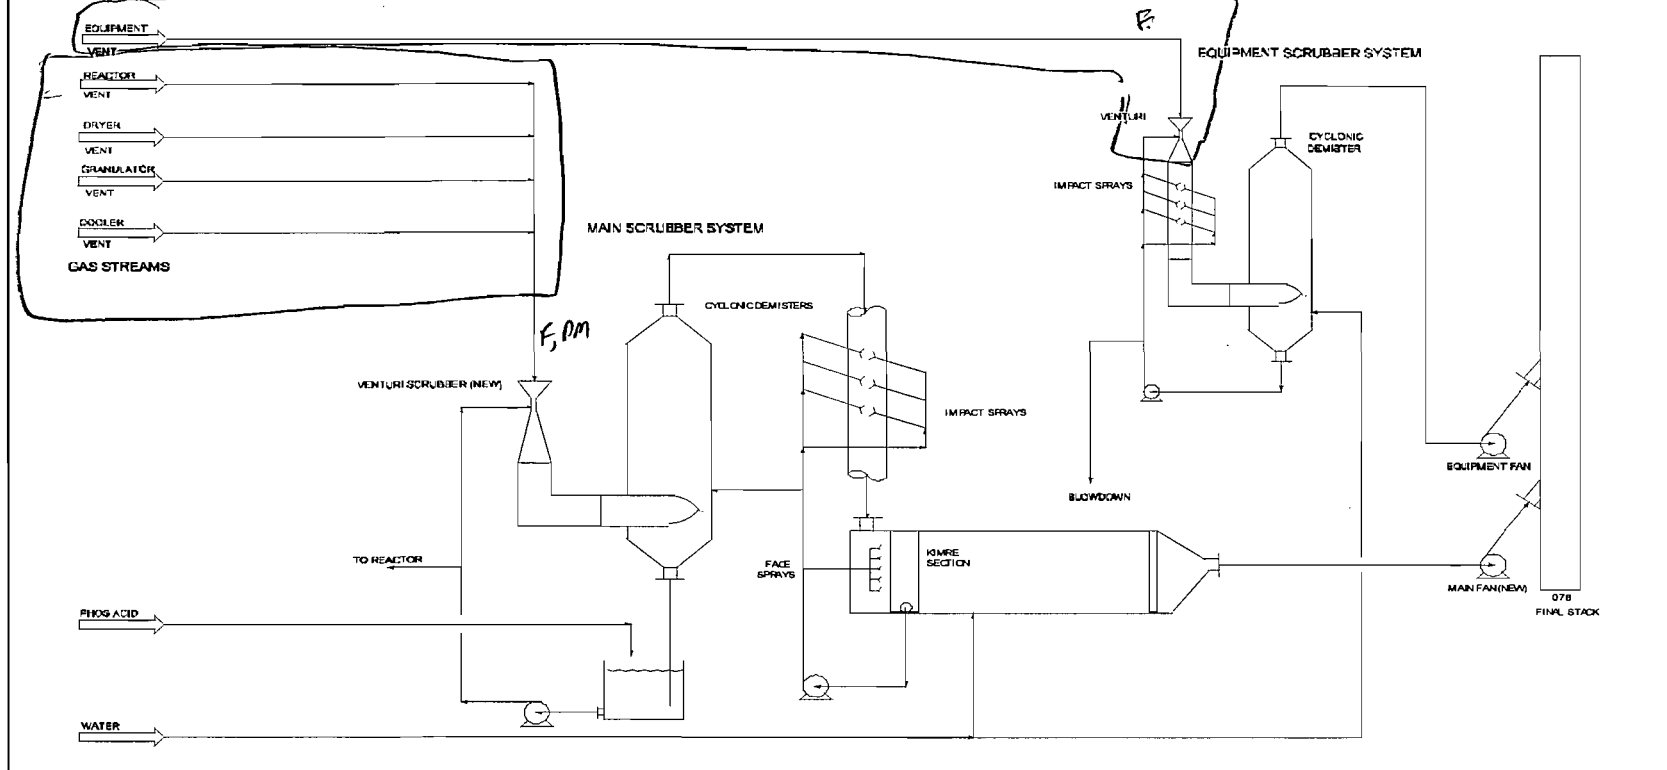 EQUIPMENT
VENT
REACTOR
VENT
DRYER
VENT
GRANULATOR
VENT
COOLER
VENT
GAS STREAMS
F
EQUIPMENT SCRUBBER SYSTEM
VENTURI
CYCLONIC
DEMISTER
IMPACT SPRAYS
MAIN SCRUBBER SYSTEM
CYCLONIC DEMISTERS
F, PM
VENTURI SCRUBBER (NEW)
IMPACT SPRAYS
EQUIPMENT FAN
BLOWDOWN
TO REACTOR
FACE
SPRAYS
KIMRE
SECTION
MAIN FAN (NEW)
078
FINAL STACK
PHOS ACID
WATER